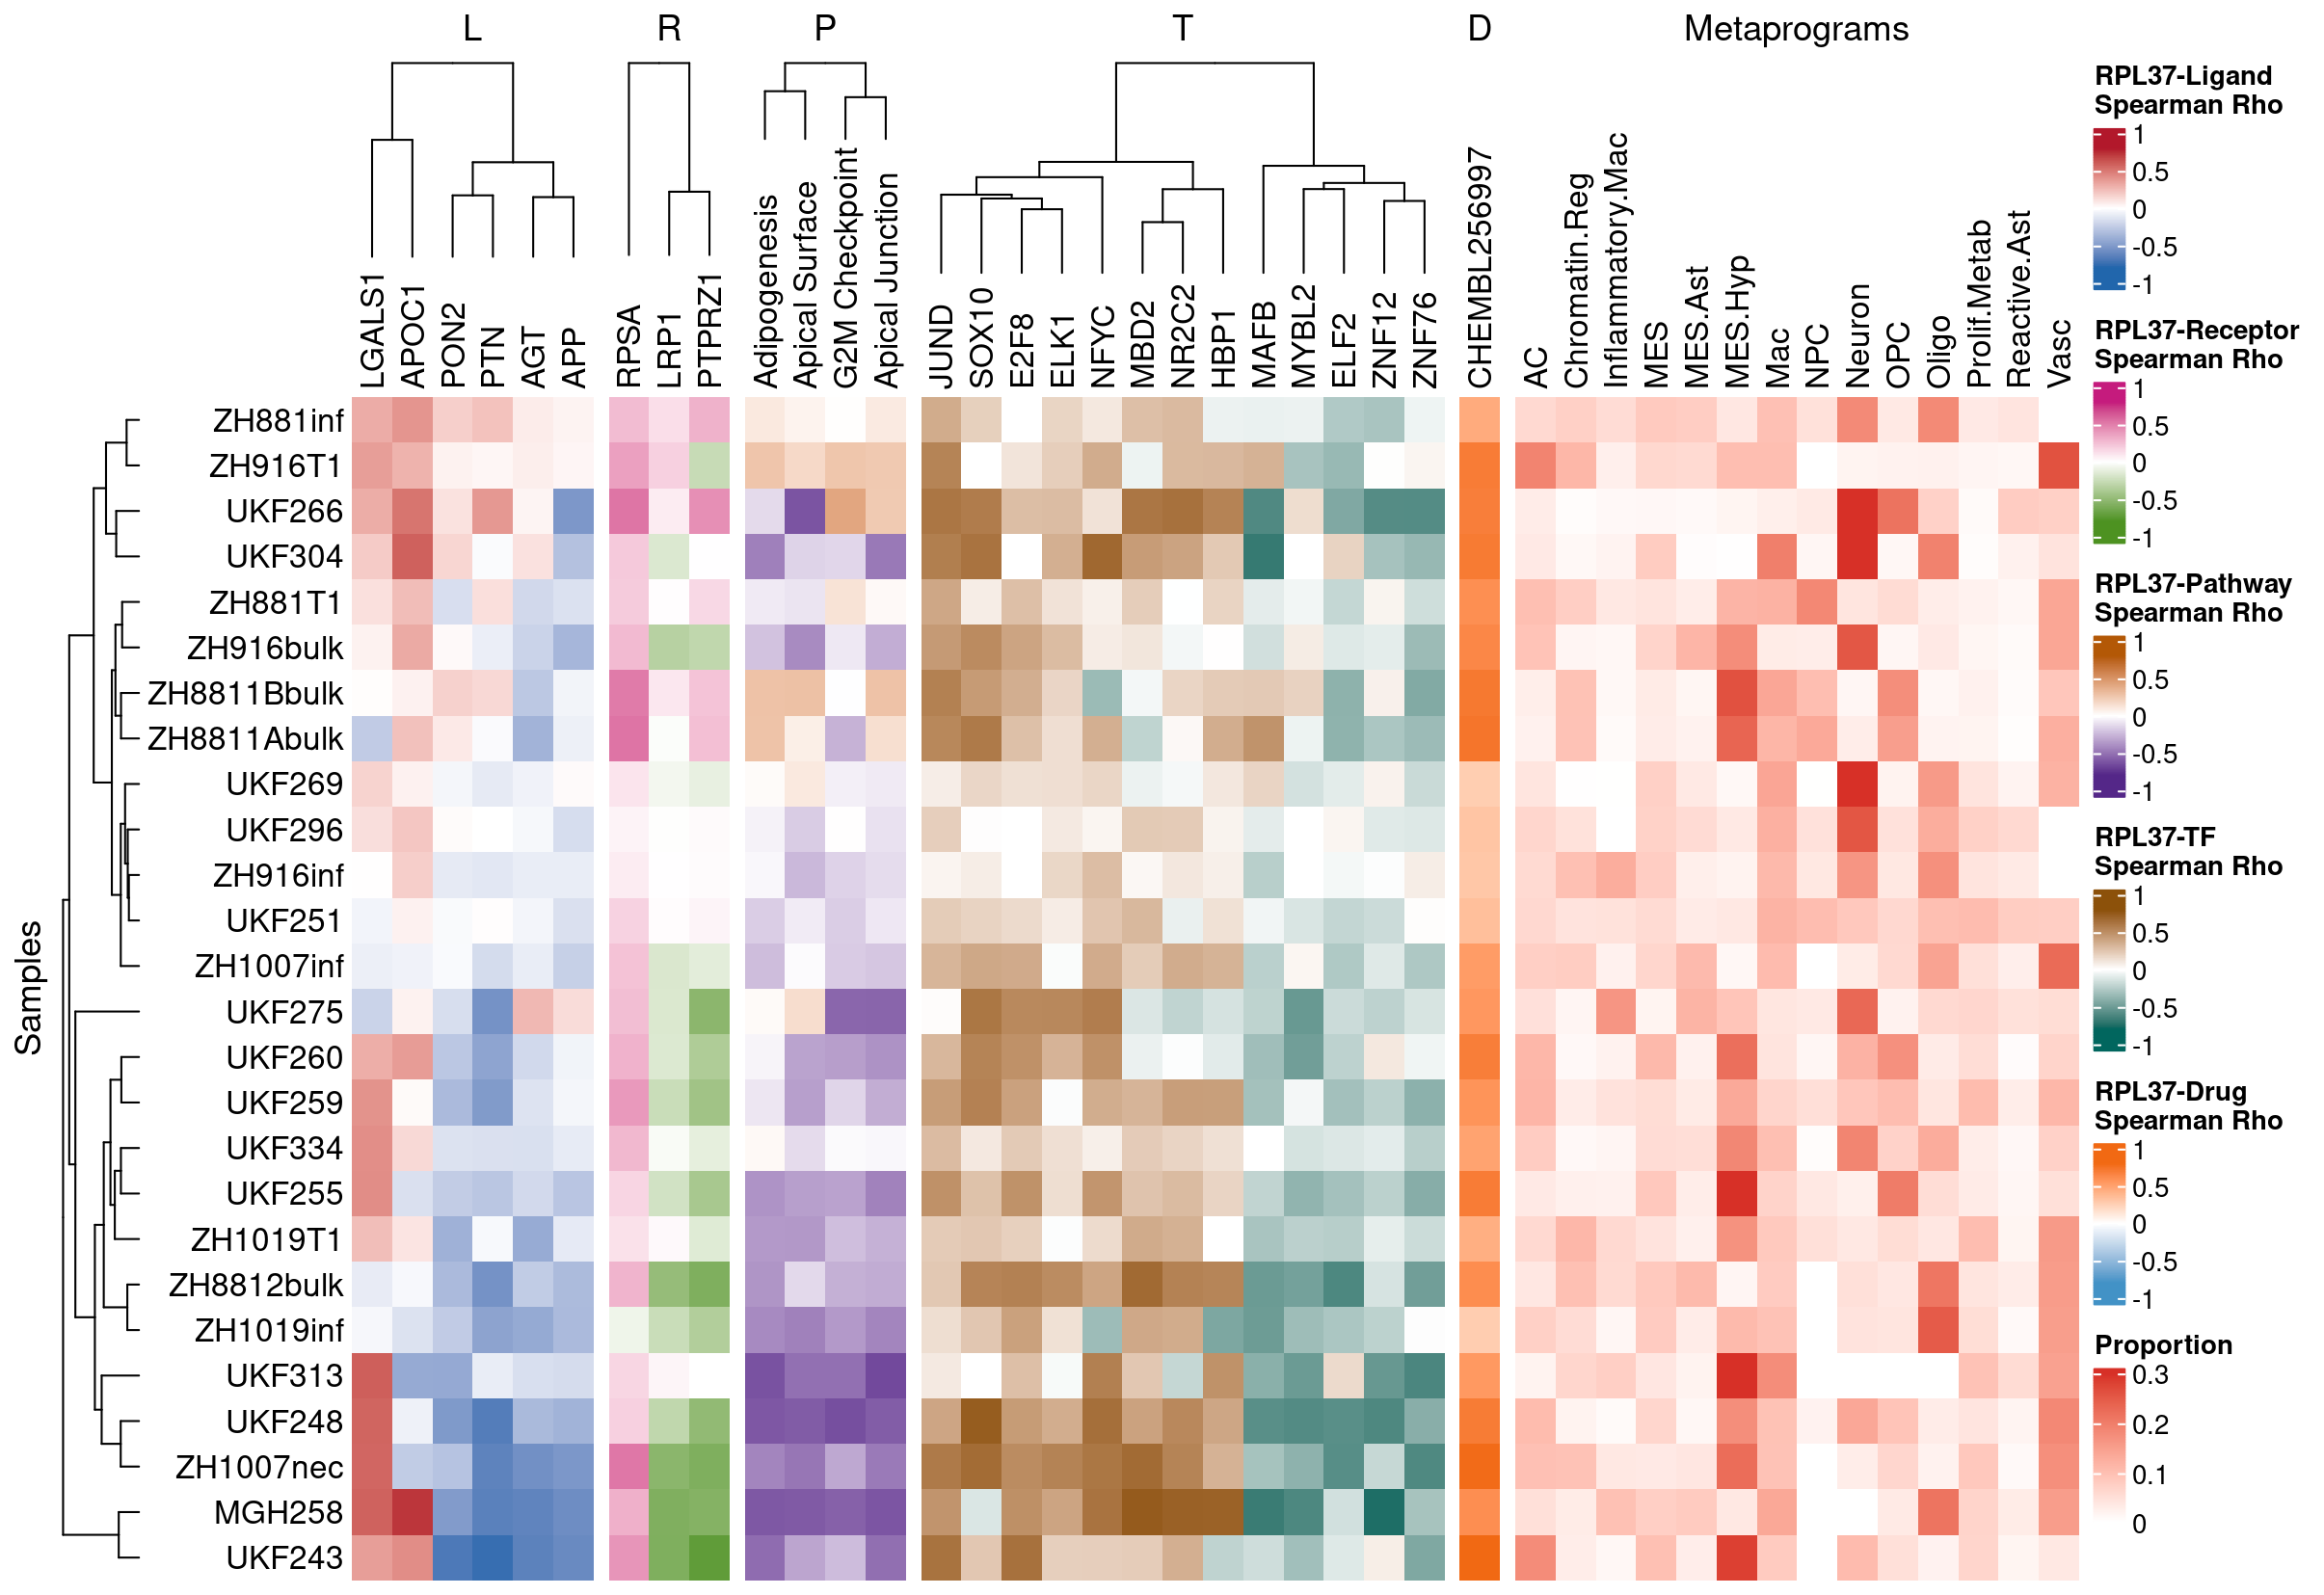 L R P T D Metaprograms
LGALS1
APOC1
PON2
PTN
AGT
APP
RPSA
LRP1
PTPRZ1
Adipogenesis
Apical Surface
G2M Checkpoint
Apical Junction
JUND
SOX10
E2F8
ELK1
NFYC
MBD2
NR2C2
HBP1
MAFB
MYBL2
ELF2
ZNF12
ZNF76
CHEMBL256997
AC
Chromatin.Reg
Inflammatory.Mac
MES
MES.Ast
MES.Hyp
Mac
NPC
Neuron
OPC
Oligo
Prolif.Metab
Reactive.Ast
Vasc
Samples
ZH881inf
ZH916T1
UKF266
UKF304
ZH881T1
ZH916bulk
ZH8811Bbulk
ZH8811Abulk
UKF269
UKF296
ZH916inf
UKF251
ZH1007inf
UKF275
UKF260
UKF259
UKF334
UKF255
ZH1019T1
ZH8812bulk
ZH1019inf
UKF313
UKF248
ZH1007nec
MGH258
UKF243
RPL37-Ligand
Spearman Rho
1
0.5
0
-0.5
-1
RPL37-Receptor
Spearman Rho
1
0.5
0
-0.5
-1
RPL37-Pathway
Spearman Rho
1
0.5
0
-0.5
-1
RPL37-TF
Spearman Rho
1
0.5
0
-0.5
-1
RPL37-Drug
Spearman Rho
1
0.5
0
-0.5
-1
Proportion
0.3
0.2
0.1
0